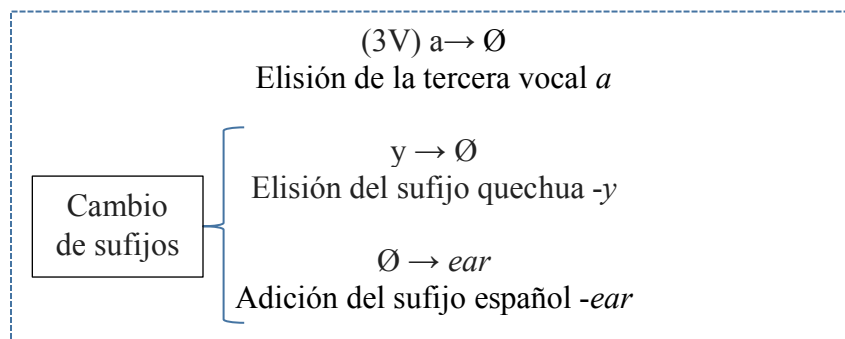 (3V) a→ Ø
Elisión de la tercera vocal a
y → Ø
Elisión del sufijo quechua -y
Cambio
de sufijos
Ø → ear
Adición del sufijo español -ear